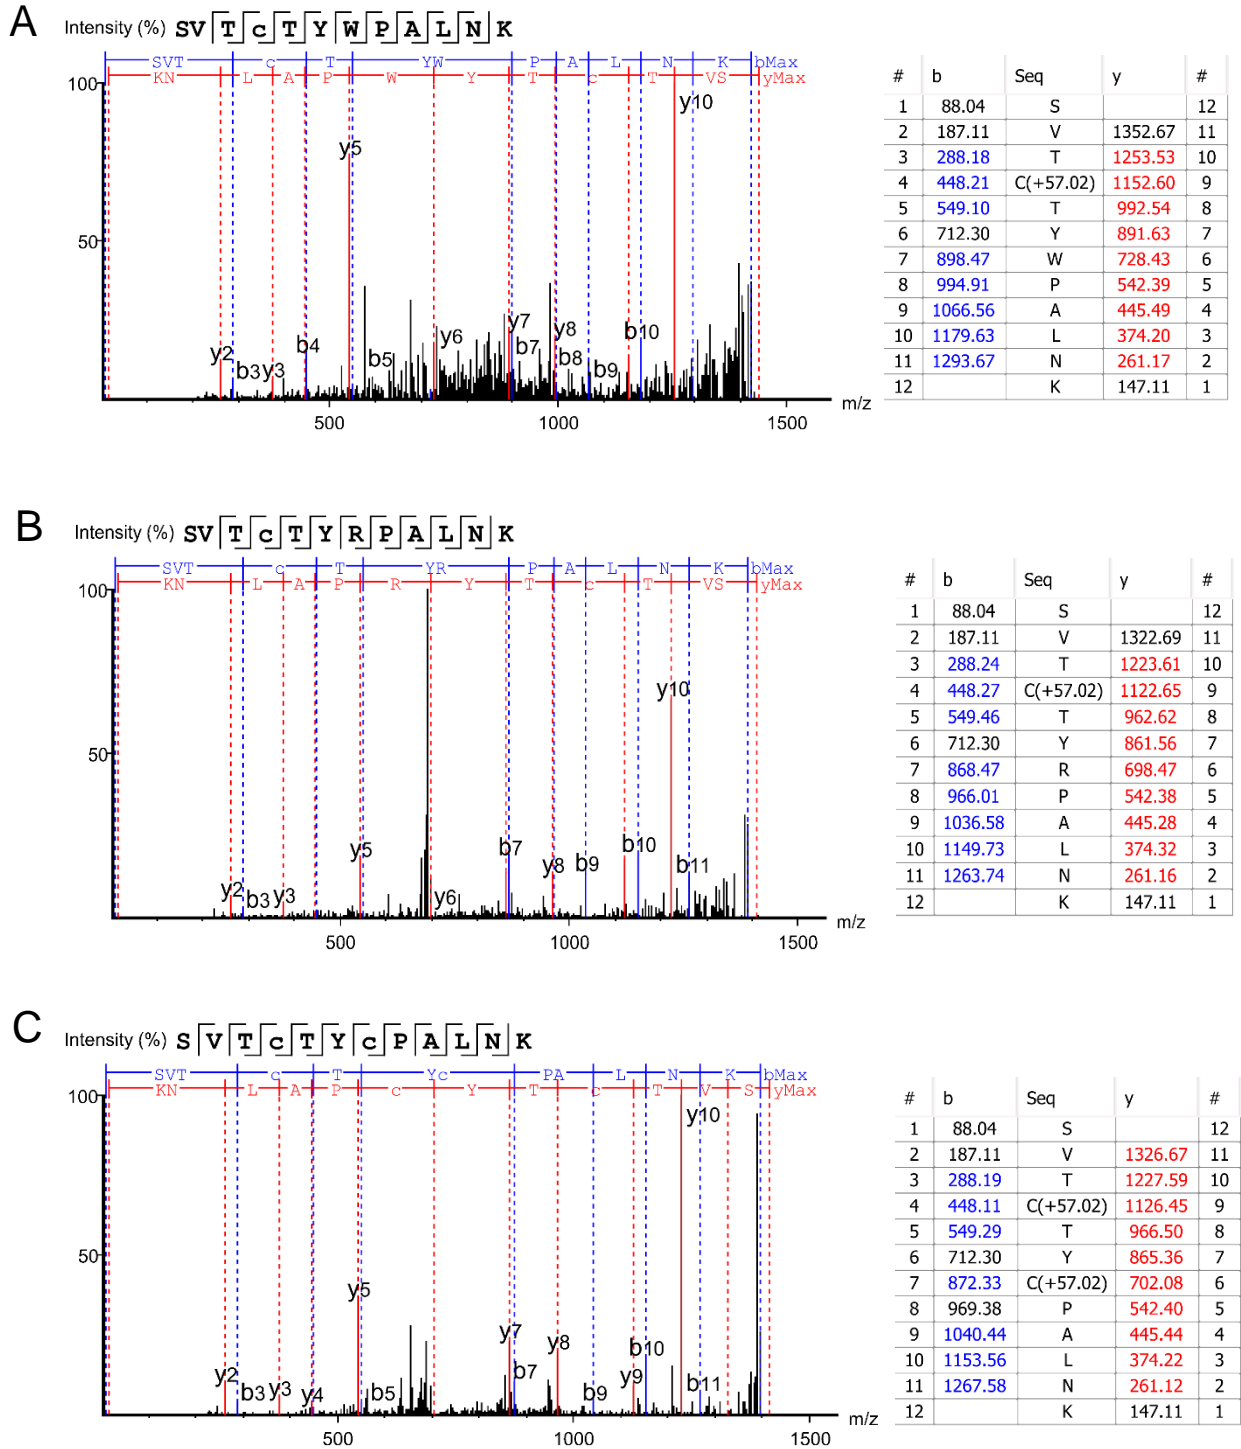 A
Intensity (%) SVTcTYWPALNK
SVT c T YW P A L N K bMax
KN L A P W Y T c T VS yMax
100
y10
y5
50
y2 b3 y3 b4 b5 y6 y7 b7 y8 b8 b9 b10
500 1000 1500 m/z
# b Seq y #
1 88.04 S 12
2 187.11 V 1352.67 11
3 288.18 T 1253.53 10
4 448.21 C(+57.02) 1152.60 9
5 549.10 T 992.54 8
6 712.30 Y 891.63 7
7 898.47 W 728.43 6
8 994.91 P 542.39 5
9 1066.56 A 445.49 4
10 1179.63 L 374.20 3
11 1293.67 N 261.17 2
12 K 147.11 1
B
Intensity (%) SVTcTYRPALNK
SVT c T YR P A L N K bMax
KN L A P R Y T c T VS yMax
100
y10
50
y5 b7 y8 b9 b10 b11
y2 b3 y3 y6
500 1000 1500 m/z
# b Seq y #
1 88.04 S 12
2 187.11 V 1322.69 11
3 288.24 T 1223.61 10
4 448.27 C(+57.02) 1122.65 9
5 549.46 T 962.62 8
6 712.30 Y 861.56 7
7 868.47 R 698.47 6
8 966.01 P 542.38 5
9 1036.58 A 445.28 4
10 1149.73 L 374.32 3
11 1263.74 N 261.16 2
12 K 147.11 1
C
Intensity (%) SVTcTYcPALNK
SVT c T Yc PA L N K bMax
KN L A P c Y T c T V S yMax
100
y10
50
y5
y7 y8 b10
y2 b3 y3 y4 b5 b7 b9 y9 b11
500 1000 1500 m/z
# b Seq y #
1 88.04 S 12
2 187.11 V 1326.67 11
3 288.19 T 1227.59 10
4 448.11 C(+57.02) 1126.45 9
5 549.29 T 966.50 8
6 712.30 Y 865.36 7
7 872.33 C(+57.02) 702.08 6
8 969.38 P 542.40 5
9 1040.44 A 445.44 4
10 1153.56 L 374.22 3
11 1267.58 N 261.12 2
12 K 147.11 1